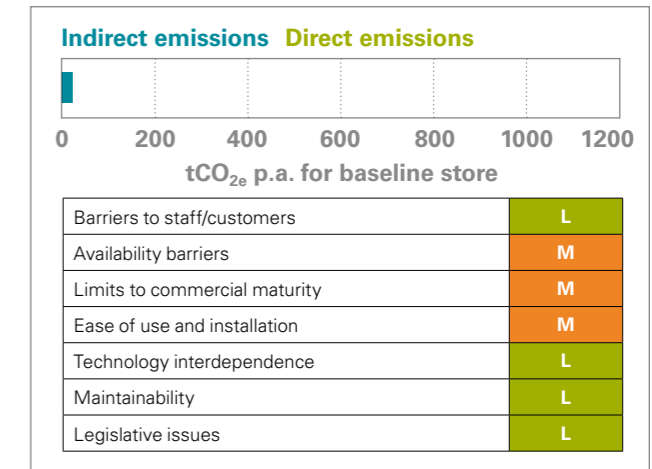 Indirect emissions Direct emissions
0 200 400 600 800 1000 1200
tCO2e p.a. for baseline store
Barriers to staff/customers L
Availability barriers M
Limits to commercial maturity M
Ease of use and installation M
Technology interdependence L
Maintainability L
Legislative issues L